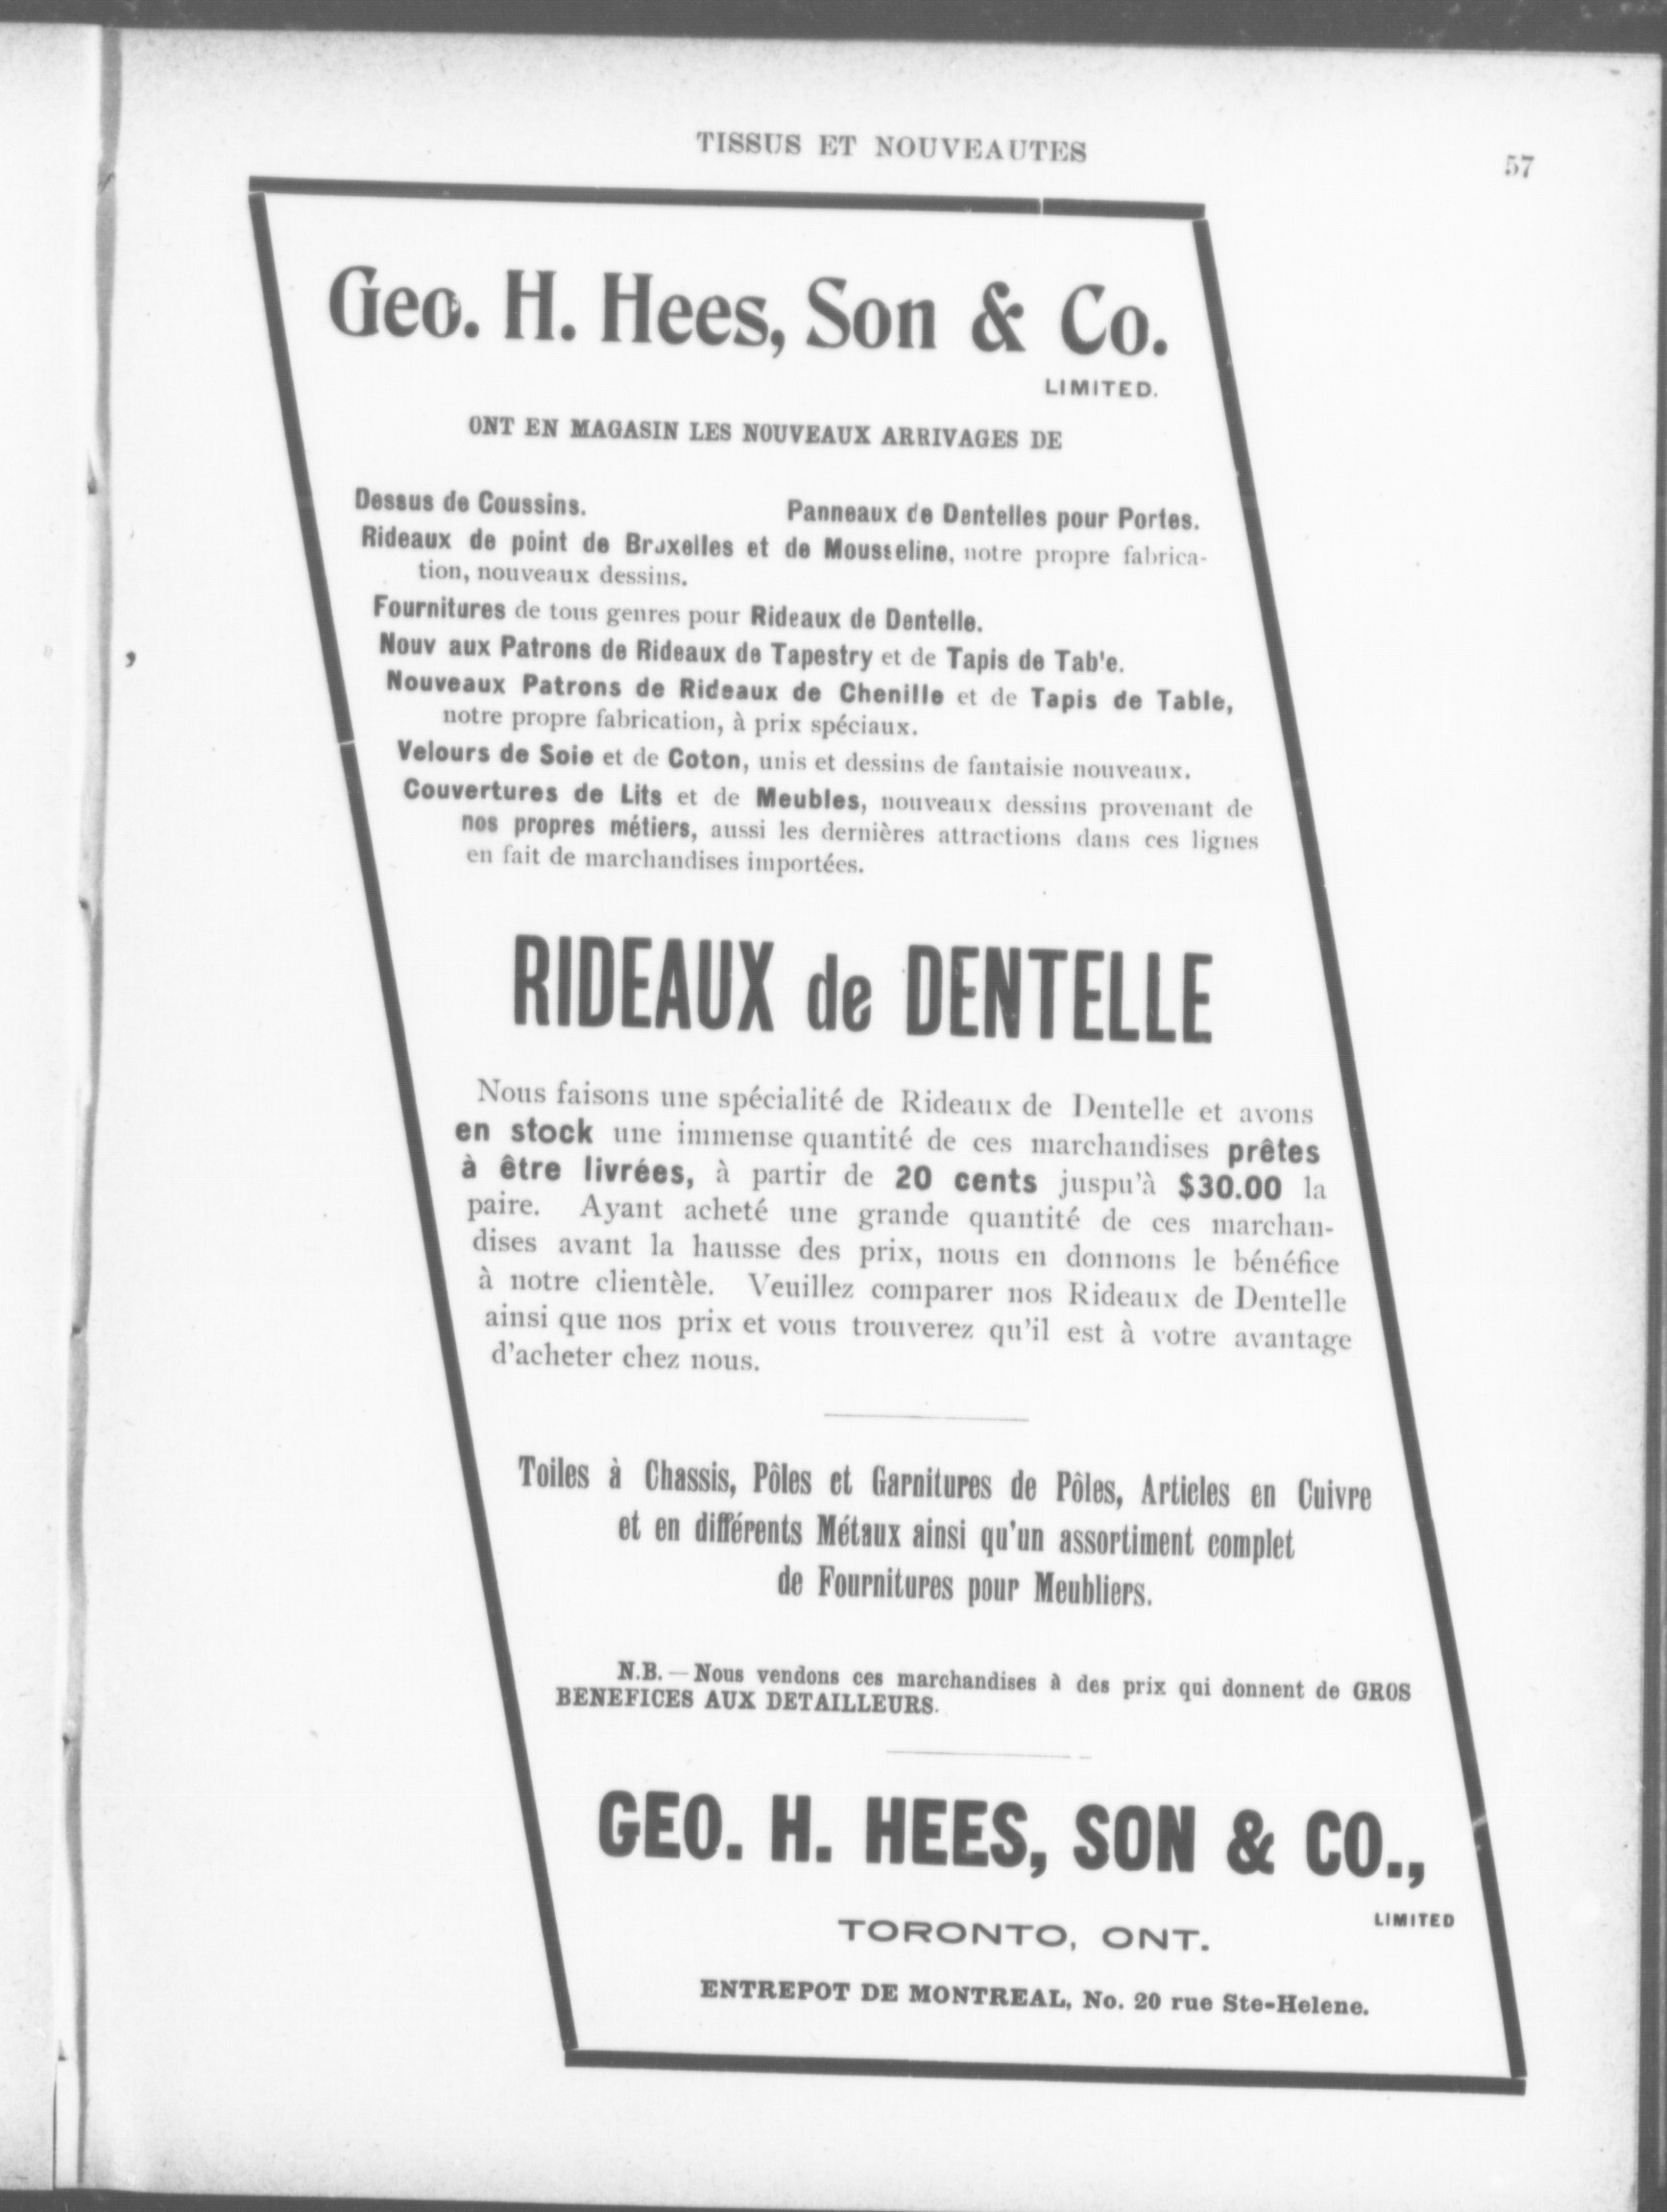 TISSUS ET NOUVEAUTES
57
Geo. H. Hees, Son & Co.
LIMITED.
ONT EN MAGASIN LES NOUVEAUX ARRIVAGES DE
Dessus de Coussins. Panneaux de Dentelles pour Portes.
Rideaux de point de Bruxelles et de Mousseline, notre propre fabrica-
tion, nouveaux dessins.
Fournitures de tous genres pour Rideaux de Dentelle.
Nouv aux Patrons de Rideaux de Tapestry et de Tapis de Tab'e.
Nouveaux Patrons de Rideaux de Chenille et de Tapis de Table,
notre propre fabrication, à prix spéciaux.
Velours de Soie et de Coton, unis et dessins de fantaisie nouveaux.
Couvertures de Lits et de Meubles, nouveaux dessins provenant de
nos propres métiers, aussi les dernières attractions dans ces lignes
en fait de marchandises importées.
RIDEAUX de DENTELLE
Nous faisons une spécialité de Rideaux de Dentelle et avons
en stock une immense quantité de ces marchandises prêtes
à être livrées, à partir de 20 cents juspu'à $30.00 la
paire. Ayant acheté une grande quantité de ces marchan-
dises avant la hausse des prix, nous en donnons le bénéfice
à notre clientèle. Veuillez comparer nos Rideaux de Dentelle
ainsi que nos prix et vous trouverez qu'il est à votre avantage
d'acheter chez nous.
Toiles à Chassis, Pôles et Garnitures de Pôles, Articles en Cuivre
et en différents Métaux ainsi qu'un assortiment complet
de Fournitures pour Meubliers.
N.B.—Nous vendons ces marchandises à des prix qui donnent de GROS
BENEFICES AUX DETAILLEURS.
GEO. H. HEES, SON & CO.,
LIMITED
TORONTO, ONT.
ENTREPOT DE MONTREAL, No. 20 rue Ste-Helene.